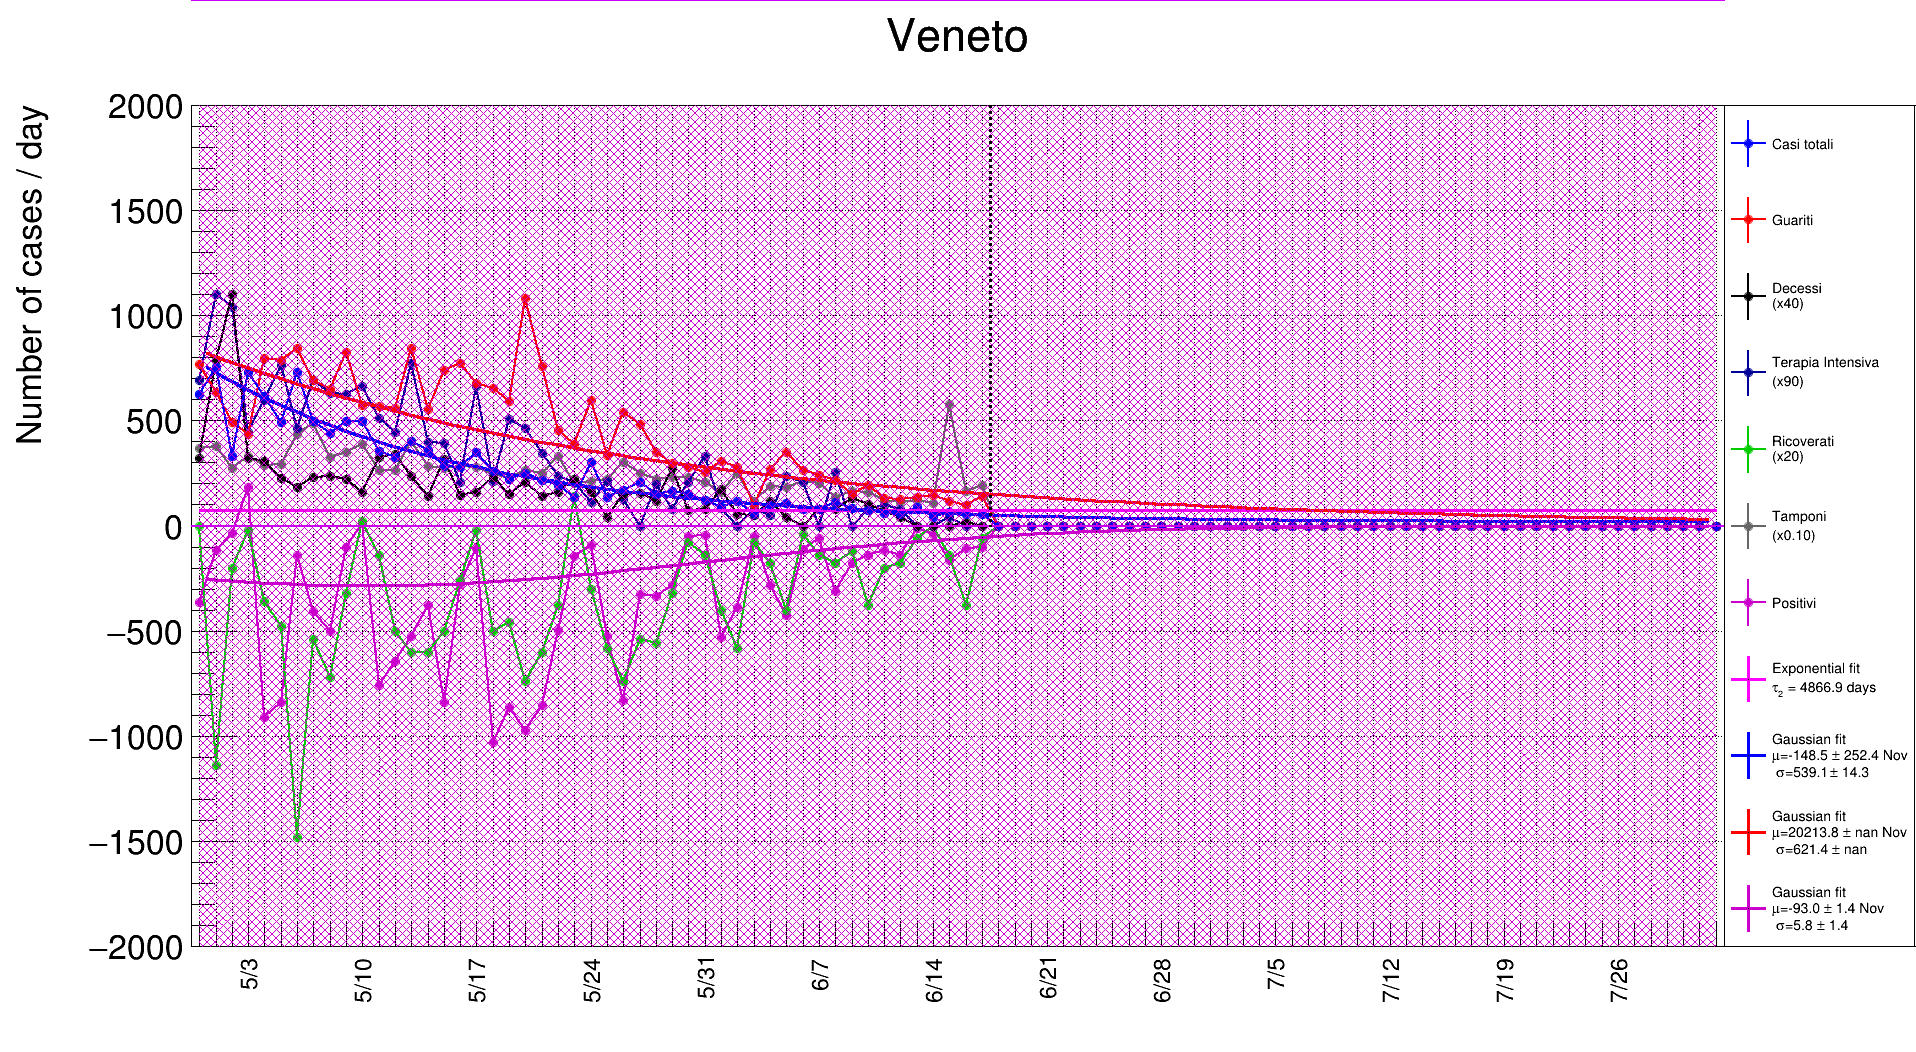 Veneto
Number of cases / day
2000
1500
1000
500
0
−500
−1000
−1500
−2000
5/3
5/10
5/17
5/24
5/31
6/7
6/14
6/21
6/28
7/5
7/12
7/19
7/26
Casi totali
Guariti
Decessi
(x40)
Terapia Intensiva
(x90)
Ricoverati
(x20)
Tamponi
(x0.10)
Positivi
Exponential fit
τ₂ = 4866.9 days
Gaussian fit
μ=-148.5 ± 252.4 Nov
σ=539.1 ± 14.3
Gaussian fit
μ=20213.8 ± nan Nov
σ=621.4 ± nan
Gaussian fit
μ=-93.0 ± 1.4 Nov
σ=5.8 ± 1.4